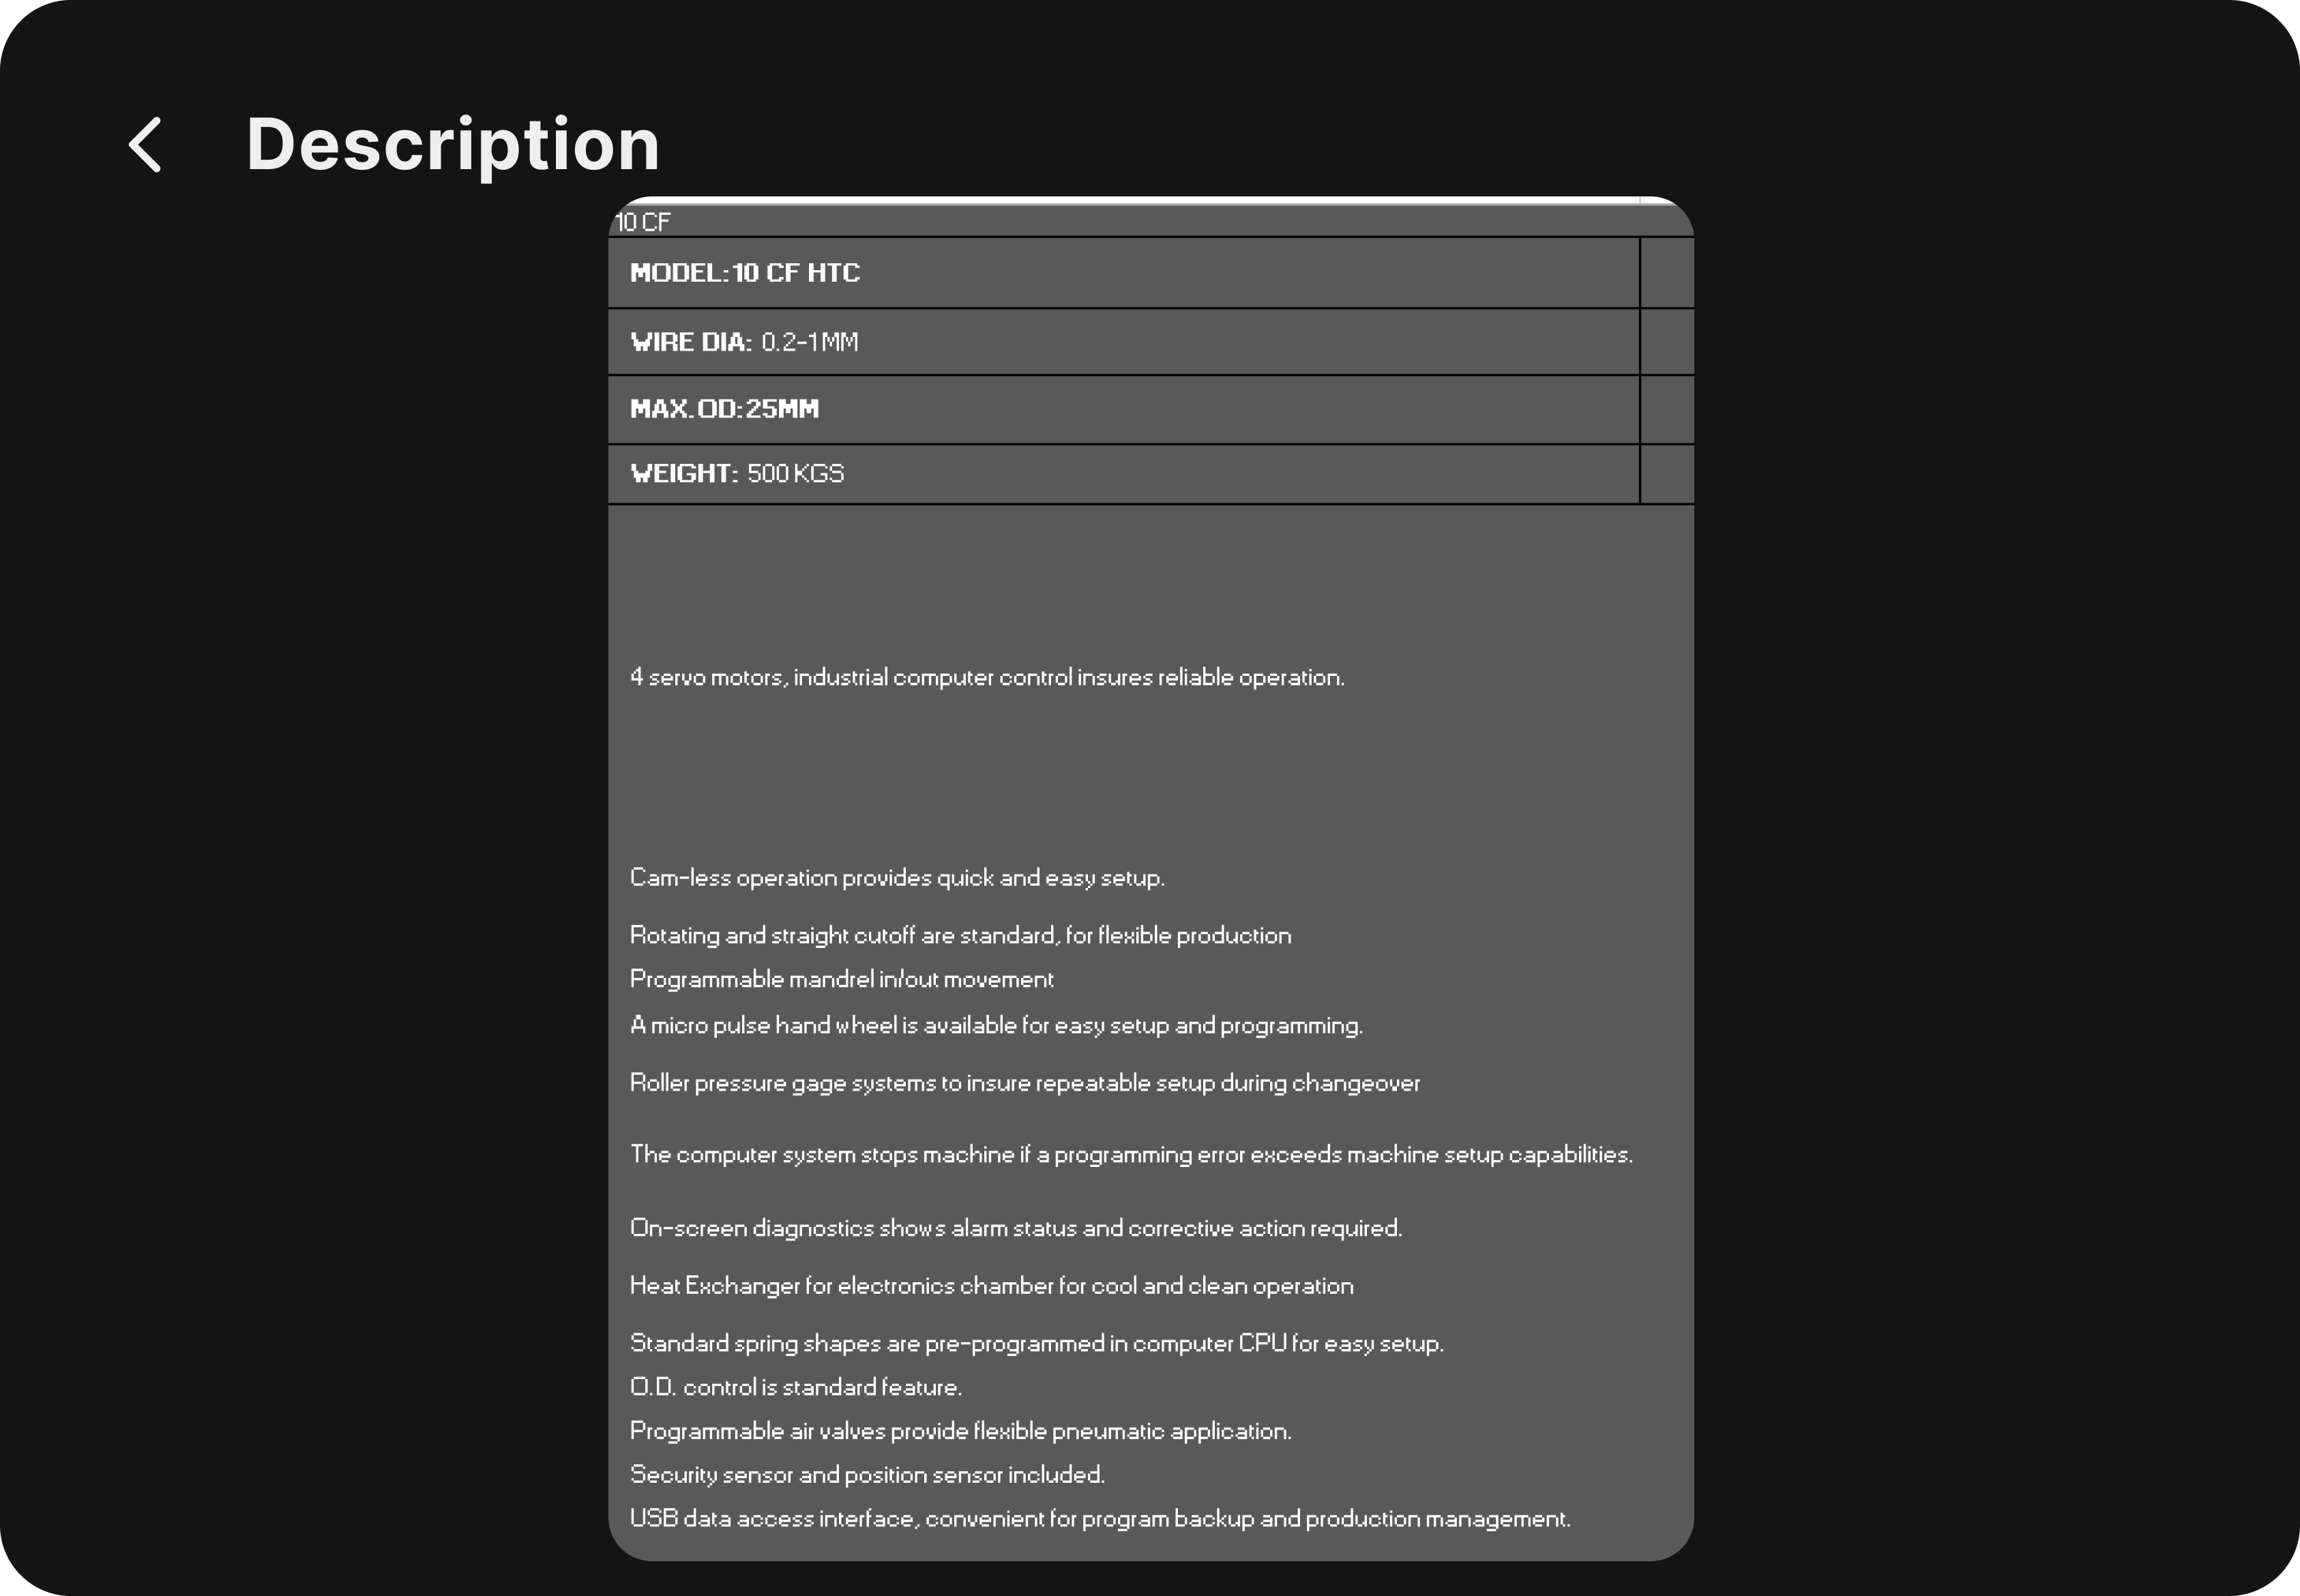 Description
10 CF
MODEL:10 CF HTC
WIRE DIA: 0.2-1 MM
MAX. OD:25MM
WEIGHT: 500 KGS
4 servo motors, industrial computer control insures reliable operation.
Cam-less operation provides quick and easy setup.
Rotating and straight cutoff are standard, for flexible production
Programmable mandrel in/out movement
A micro pulse hand wheel is available for easy setup and programming.
Roller pressure gage systems to insure repeatable setup during changeover
The computer system stops machine if a programming error exceeds machine setup capabilities.
On-screen diagnostics shows alarm status and corrective action required.
Heat Exchanger for electronics chamber for cool and clean operation
Standard spring shapes are pre-programmed in computer CPU for easy setup.
O.D. control is standard feature.
Programmable air valves provide flexible pneumatic application.
Security sensor and position sensor included.
USB data access interface, convenient for program backup and production management.